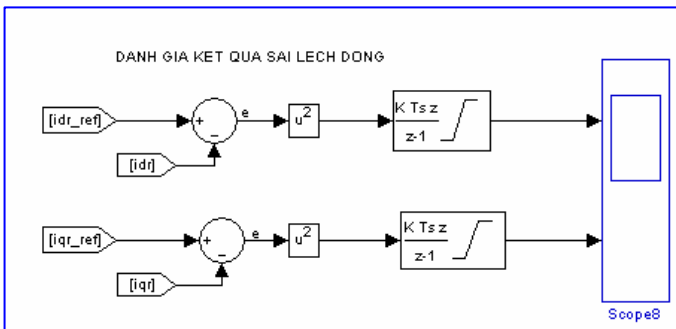 DANH GIA KET QUA SAI LECH DONG
[idr_ref]
+
−
e
u²
K Ts z
z-1
[idr]
[iqr_ref]
+
−
e
u²
K Ts z
z-1
[iqr]
Scope8